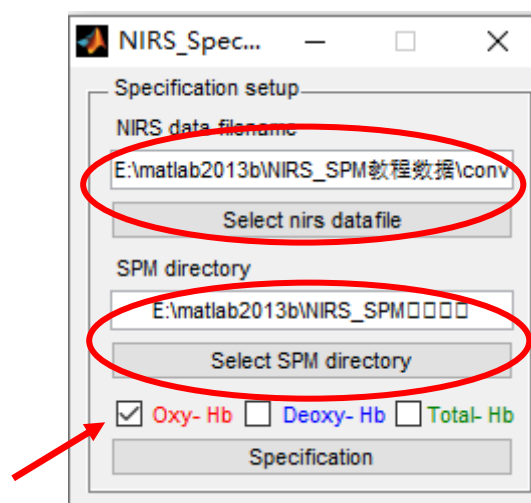 NIRS_Spec...
Specification setup
NIRS data filename
E:\matlab2013b\NIRS_SPM教程数据\conv
Select nirs datafile
SPM directory
E:\matlab2013b\NIRS_SPM□□□□
Select SPM directory
Oxy- Hb Deoxy- Hb Total- Hb
Specification